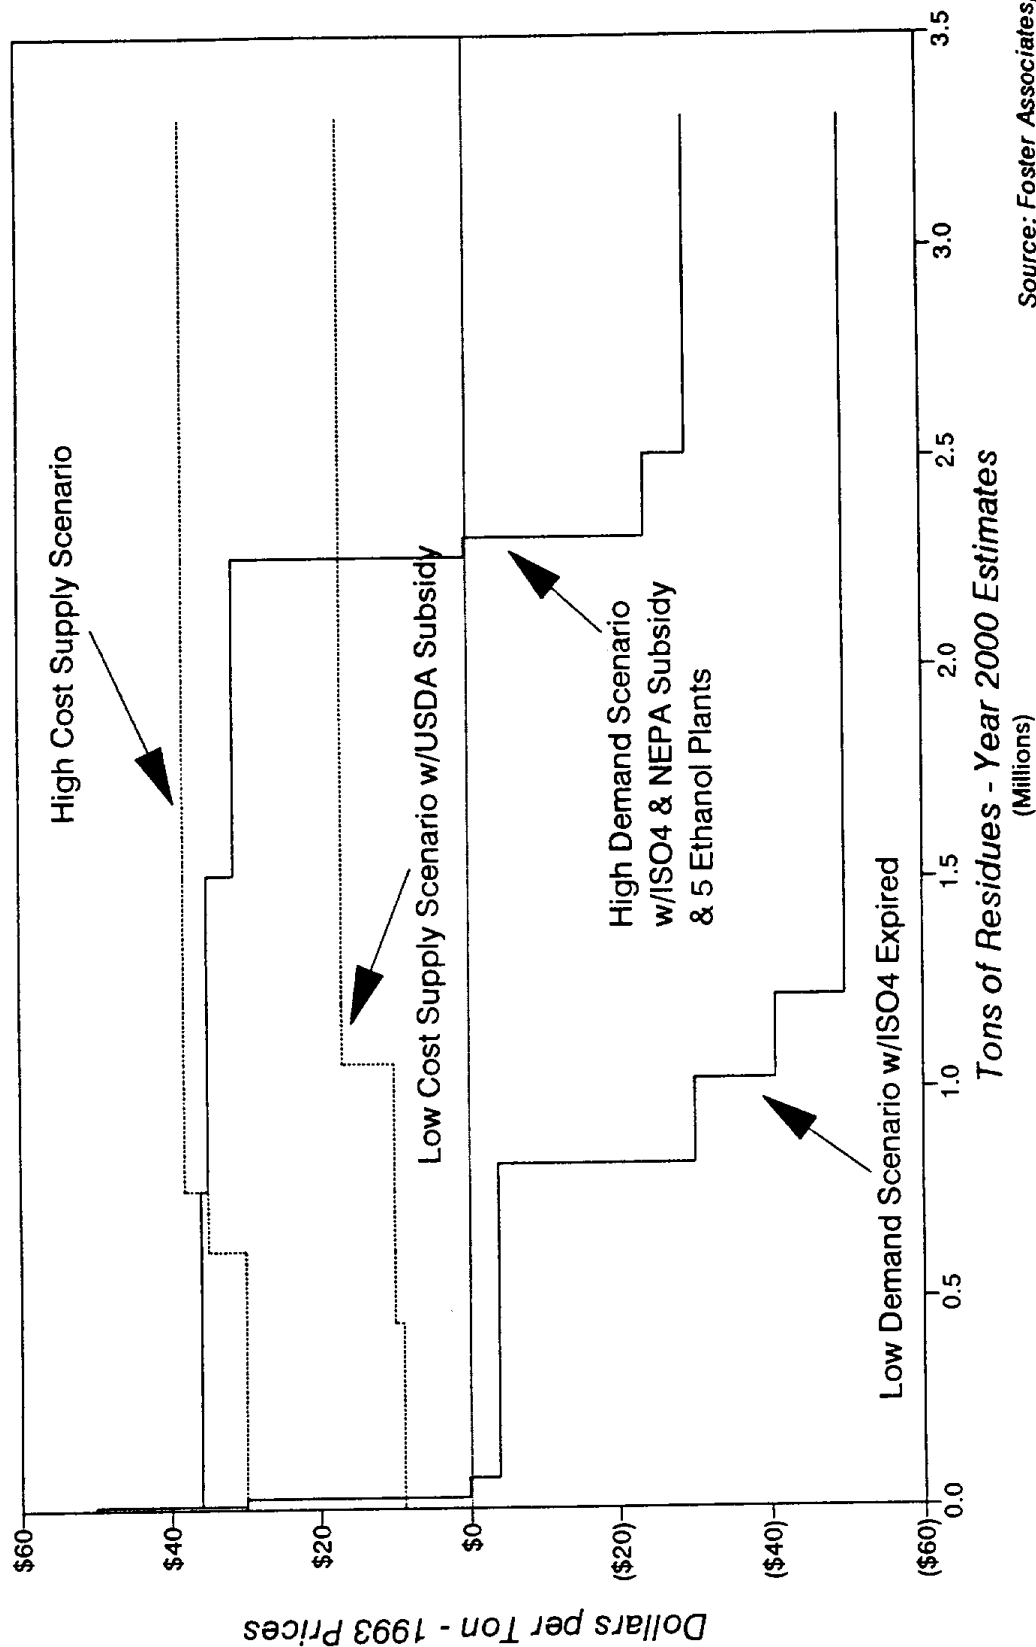 $60
$40
$20
$0
($20)
($40)
($60)
Dollars per Ton - 1993 Prices
High Cost Supply Scenario
Low Cost Supply Scenario w/USDA Subsidy
High Demand Scenario
w/ISO4 & NEPA Subsidy
& 5 Ethanol Plants
Low Demand Scenario w/ISO4 Expired
0.0
0.5
1.0
1.5
2.0
2.5
3.0
3.5
Tons of Residues - Year 2000 Estimates
(Millions)
Source: Foster Associates,